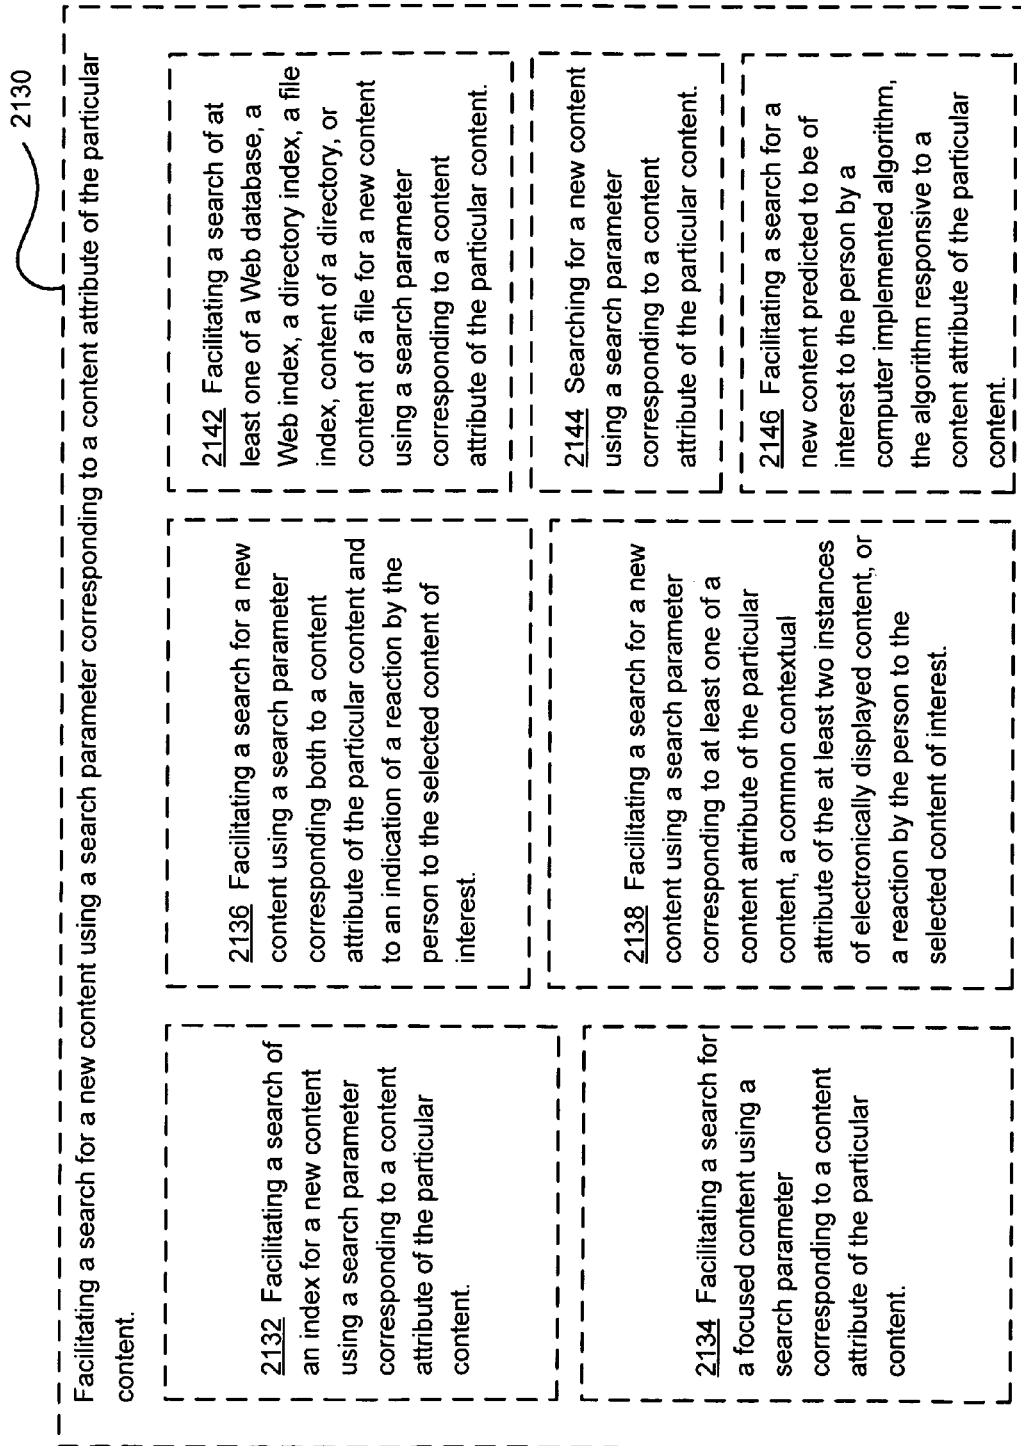 2130
Facilitating a search for a new content using a search parameter corresponding to a content attribute of the particular
content.
2132 Facilitating a search of
an index for a new content
using a search parameter
corresponding to a content
attribute of the particular
content.
2134 Facilitating a search for
a focused content using a
search parameter
corresponding to a content
attribute of the particular
content.
2136 Facilitating a search for a new
content using a search parameter
corresponding both to a content
attribute of the particular content and
to an indication of a reaction by the
person to the selected content of
interest.
2138 Facilitating a search for a new
content using a search parameter
corresponding to at least one of a
content attribute of the particular
content, a common contextual
attribute of the at least two instances
of electronically displayed content, or
a reaction by the person to the
selected content of interest.
2142 Facilitating a search of at
least one of a Web database, a
Web index, a directory index, a file
index, content of a directory, or
content of a file for a new content
using a search parameter
corresponding to a content
attribute of the particular content.
2144 Searching for a new content
using a search parameter
corresponding to a content
attribute of the particular content.
2146 Facilitating a search for a
new content predicted to be of
interest to the person by a
computer implemented algorithm,
the algorithm responsive to a
content attribute of the particular
content.